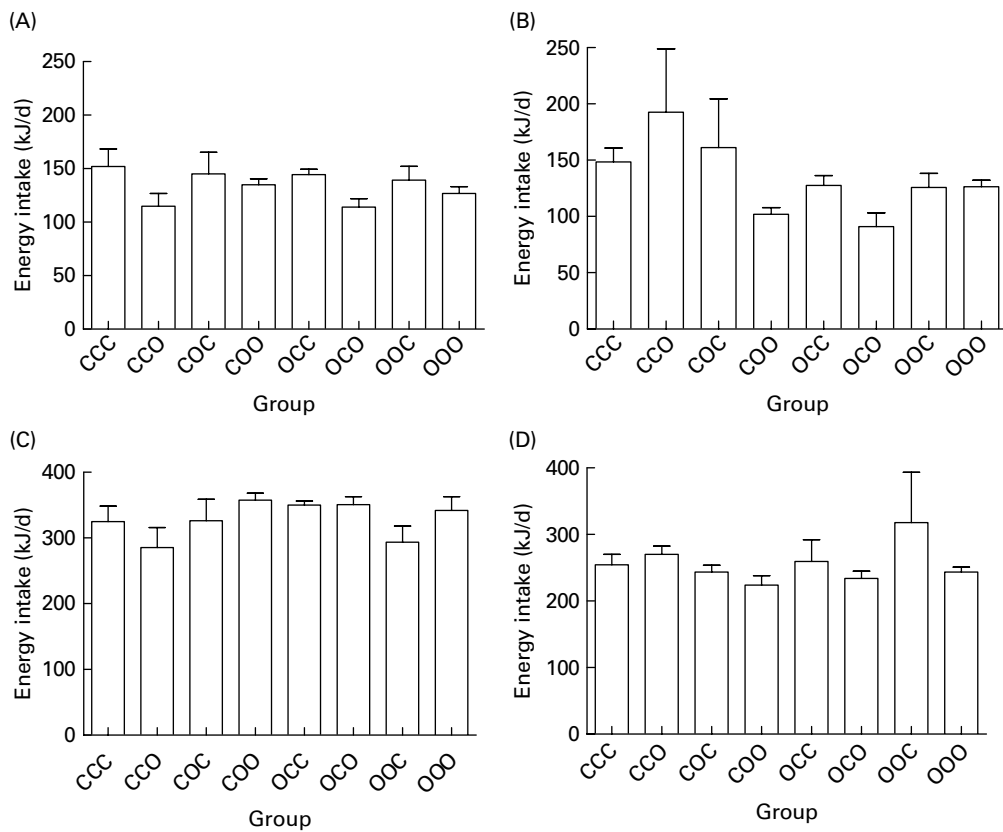 (A)
250
200
150
100
50
0
Energy intake (kJ/d)
CCC CCO COC COO OCC OCO OOC OOO
Group
(B)
250
200
150
100
50
0
Energy intake (kJ/d)
CCC CCO COC COO OCC OCO OOC OOO
Group
(C)
400
300
200
100
0
Energy intake (kJ/d)
CCC CCO COC COO OCC OCO OOC OOO
Group
(D)
400
300
200
100
0
Energy intake (kJ/d)
CCC CCO COC COO OCC OCO OOC OOO
Group